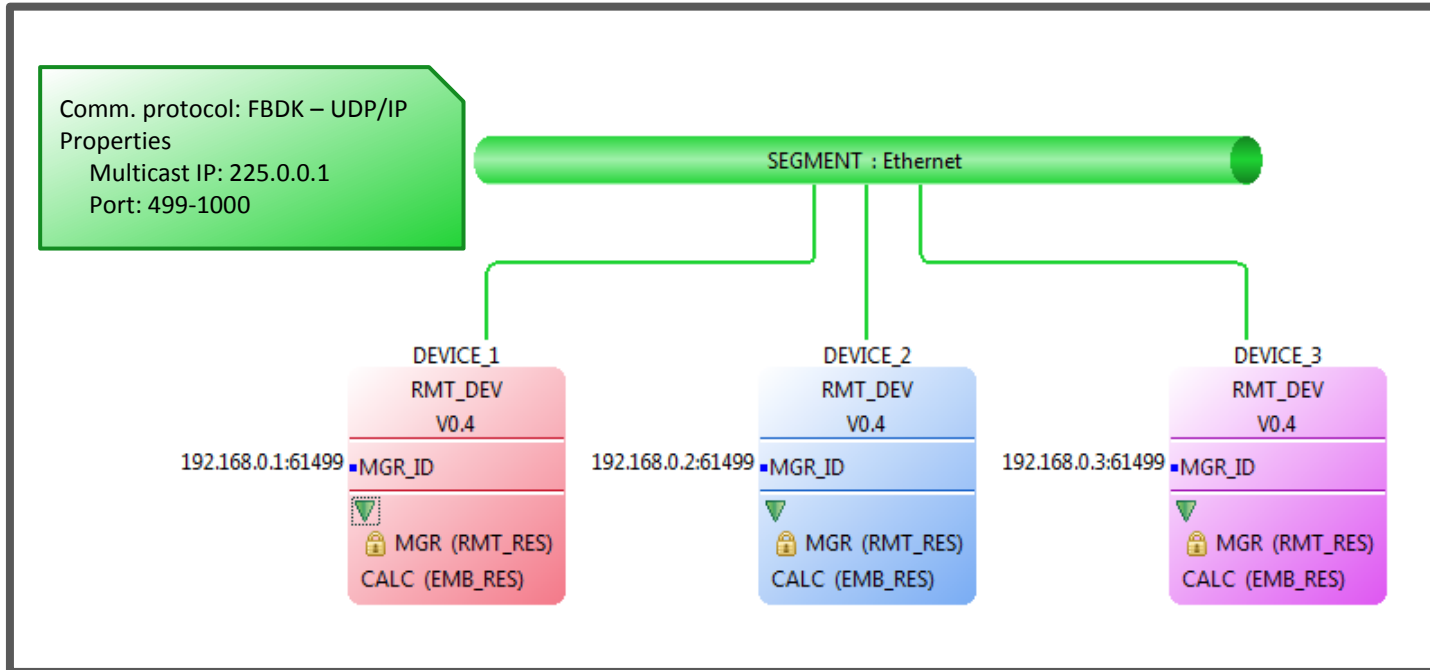 Comm. protocol: FBDK – UDP/IP
Properties
Multicast IP: 225.0.0.1
Port: 499-1000
SEGMENT : Ethernet
DEVICE_1
RMT_DEV
V0.4
192.168.0.1:61499
MGR_ID
MGR (RMT_RES)
CALC (EMB_RES)
DEVICE_2
RMT_DEV
V0.4
192.168.0.2:61499
MGR_ID
MGR (RMT_RES)
CALC (EMB_RES)
DEVICE_3
RMT_DEV
V0.4
192.168.0.3:61499
MGR_ID
MGR (RMT_RES)
CALC (EMB_RES)